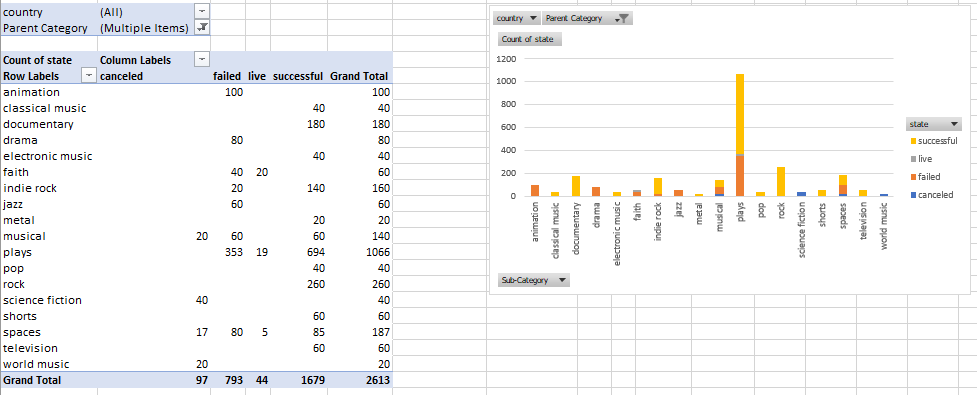 country (All)
Parent Category (Multiple Items)
Count of state Column Labels
Row Labels canceled failed live successful Grand Total
animation 100 100
classical music 40 40
documentary 180 180
drama 80 80
electronic music 40 40
faith 40 20 60
indie rock 20 140 160
jazz 60 60
metal 20 20
musical 20 60 60 140
plays 353 19 694 1066
pop 40 40
rock 260 260
science fiction 40 40
shorts 60 60
spaces 17 80 5 85 187
television 60 60
world music 20 20
Grand Total 97 793 44 1679 2613
country Parent Category
Count of state
1200
1000
800
600
400
200
0
animation
classical music
documentary
drama
electronic music
faith
indie rock
jazz
metal
musical
plays
pop
rock
science fiction
shorts
spaces
television
world music
state
successful
live
failed
canceled
Sub-Category